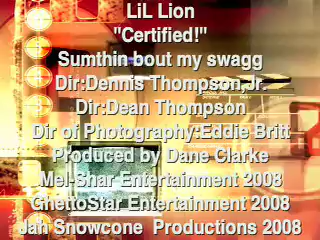 LiL Lion
"Certified!"
Sumthin bout my swagg
Dir:Dennis Thompson,Jr.
Dir:Dean Thompson
Dir of Photography:Eddie Britt
Produced by Dane Clarke
Mel-Shar Entertainment 2008
GhettoStar Entertainment 2008
Jah Snowcone Productions 2008